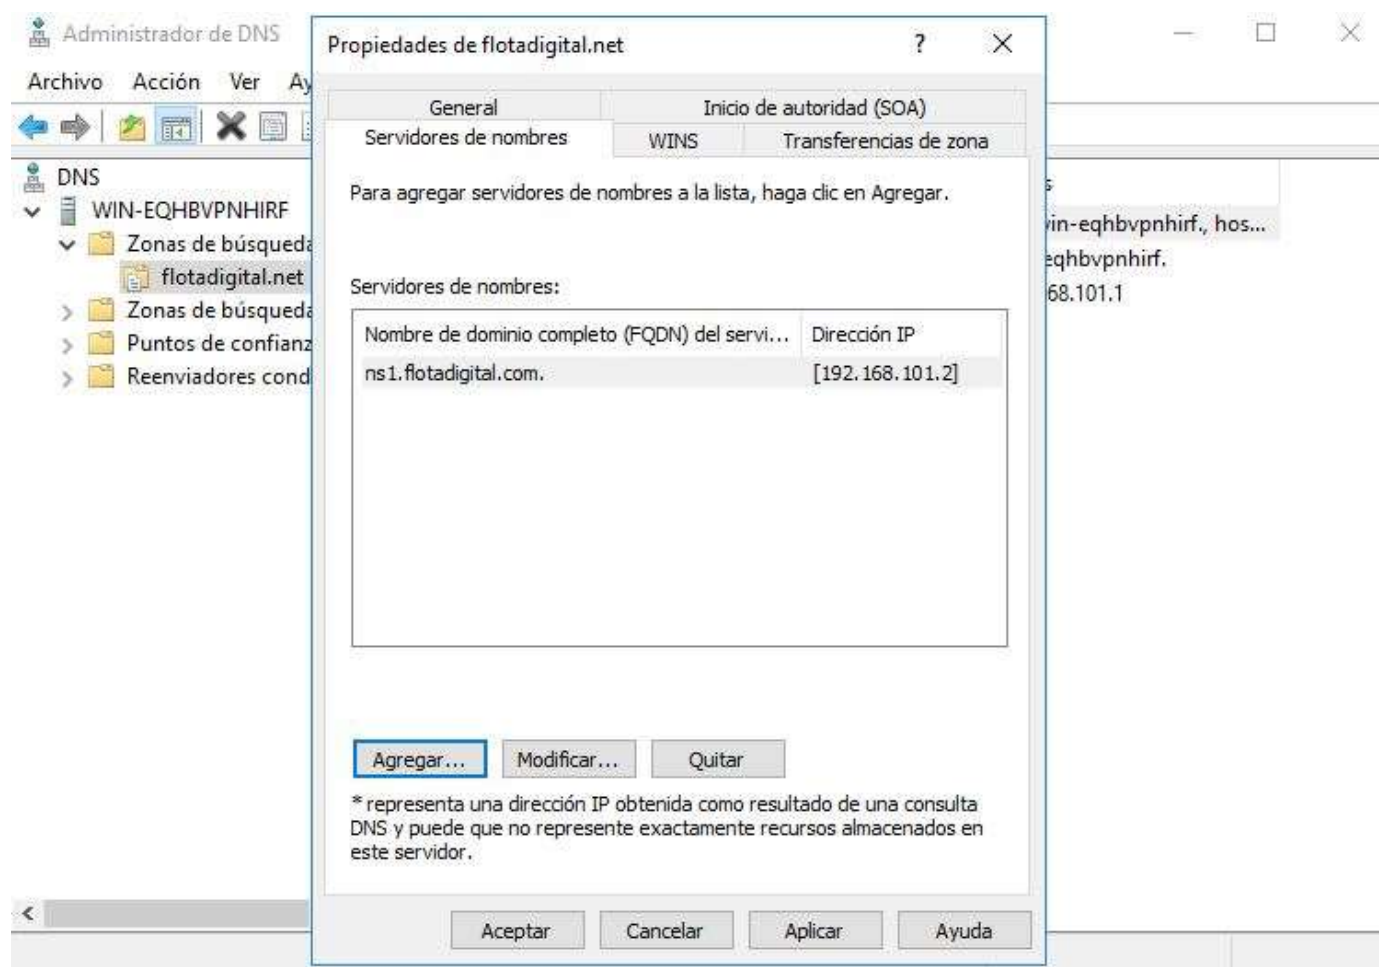 Administrador de DNS
Archivo Acción Ver Ay
DNS
WIN-EQHBVPNHIRF
Zonas de búsqueda
flotadigital.net
Zonas de búsqueda
Puntos de confianz
Reenviadores cond
Propiedades de flotadigital.net ?
General Inicio de autoridad (SOA)
Servidores de nombres WINS Transferencias de zona
Para agregar servidores de nombres a la lista, haga clic en Agregar.
Servidores de nombres:
Nombre de dominio completo (FQDN) del servi... Dirección IP
ns1.flotadigital.com. [192.168.101.2]
Agregar... Modificar... Quitar
* representa una dirección IP obtenida como resultado de una consulta
DNS y puede que no represente exactamente recursos almacenados en
este servidor.
Aceptar Cancelar Aplicar Ayuda
s
win-eqhbvpnhirf., hos...
eqhbvpnhirf.
68.101.1